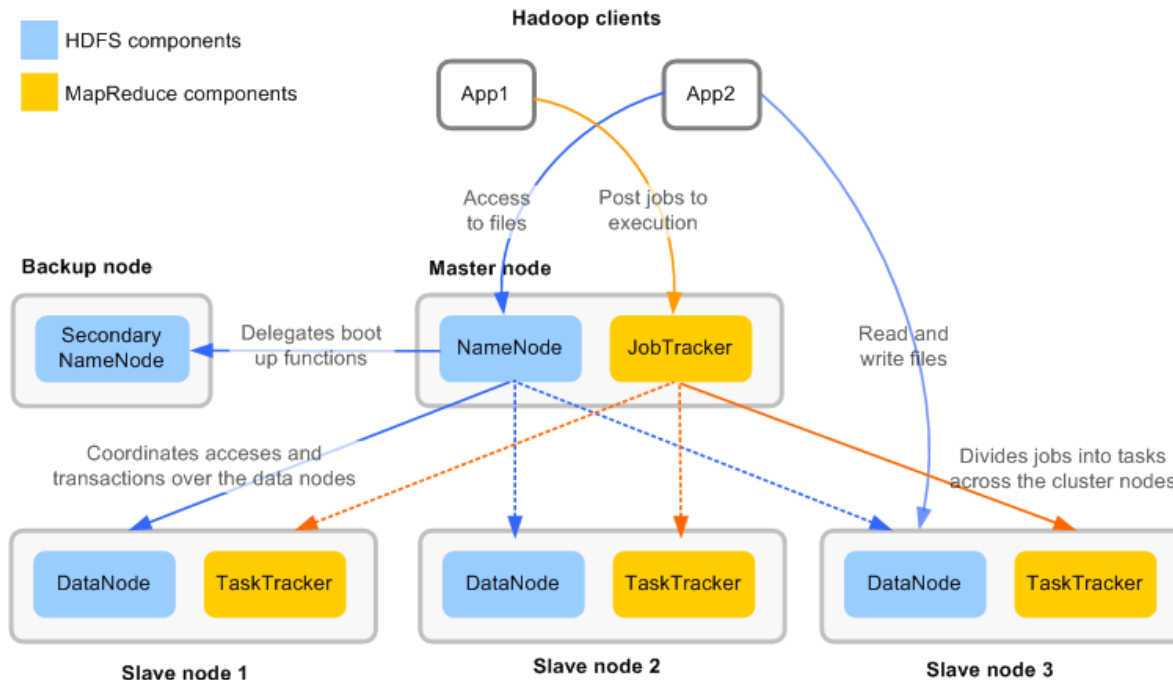 Hadoop clients
HDFS components
MapReduce components
App1
App2
Access
to files
Post jobs to
execution
Backup node
Master node
Secondary
NameNode
Delegates boot
up functions
NameNode
JobTracker
Read and
write files
Coordinates acceses and
transactions over the data nodes
Divides jobs into tasks
across the cluster nodes
DataNode
TaskTracker
DataNode
TaskTracker
DataNode
TaskTracker
Slave node 1
Slave node 2
Slave node 3